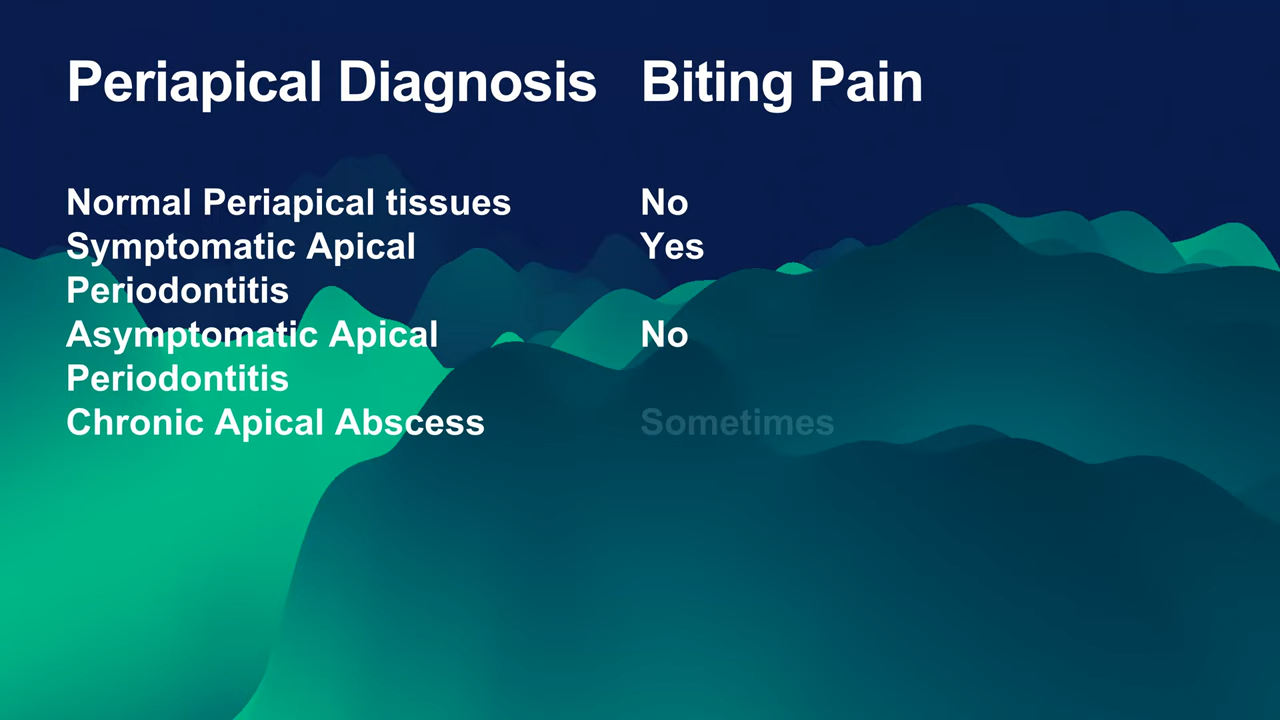 Periapical Diagnosis Biting Pain
Normal Periapical tissues No
Symptomatic Apical Yes
Periodontitis
Asymptomatic Apical No
Periodontitis
Chronic Apical Abscess Sometimes